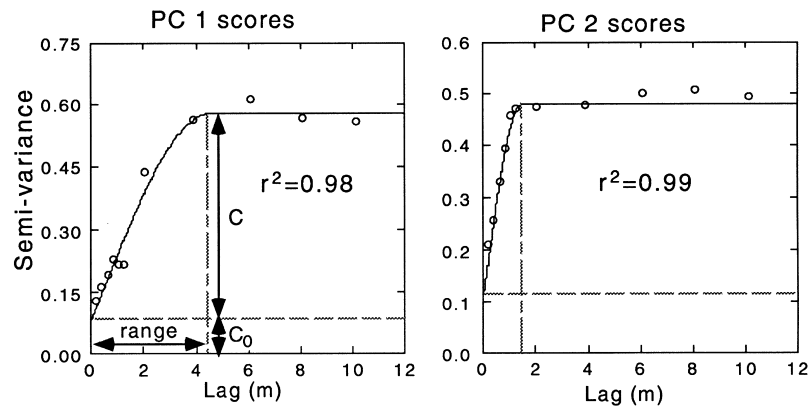 PC 1 scores
PC 2 scores
Semi-variance
0.75
0.60
0.45
0.30
0.15
0.00
r²=0.98
C
range
C₀
0 2 4 6 8 10 12
Lag (m)
0.6
0.5
0.4
0.3
0.2
0.1
0.0
r²=0.99
0 2 4 6 8 10 12
Lag (m)